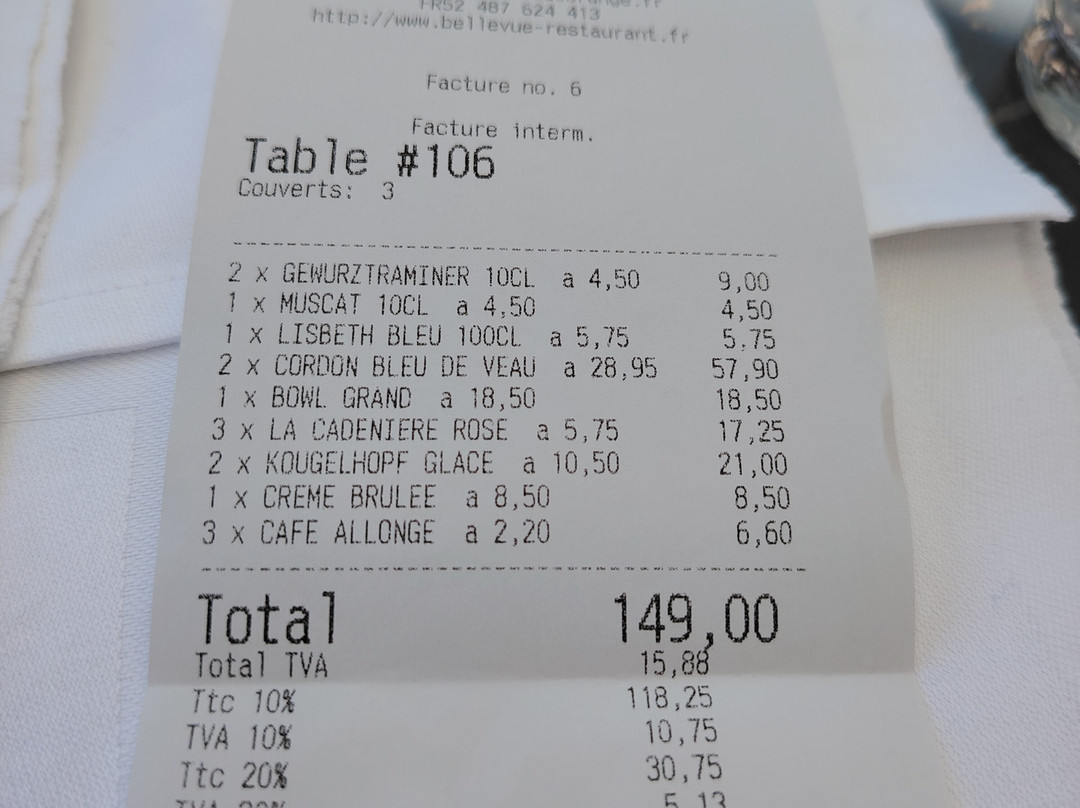 FR52 487 624 413
http://www.bellevue-restaurant.fr
Facture no. 6
Facture interm.
Table #106
Couverts: 3
2 x GEWURZTRAMINER 10CL a 4,50 9,00
1 x MUSCAT 10CL a 4,50 4,50
1 x LISBETH BLEU 100CL a 5,75 5,75
2 x CORDON BLEU DE VEAU a 28,95 57,90
1 x BOWL GRAND a 18,50 18,50
3 x LA CADENIERE ROSE a 5,75 17,25
2 x KOUGELHOPF GLACE a 10,50 21,00
1 x CREME BRULEE a 8,50 8,50
3 x CAFE ALLONGE a 2,20 6,60
Total 149,00
Total TVA 15,88
Ttc 10% 118,25
TVA 10% 10,75
Ttc 20% 30,75
TVA 20% 5,13